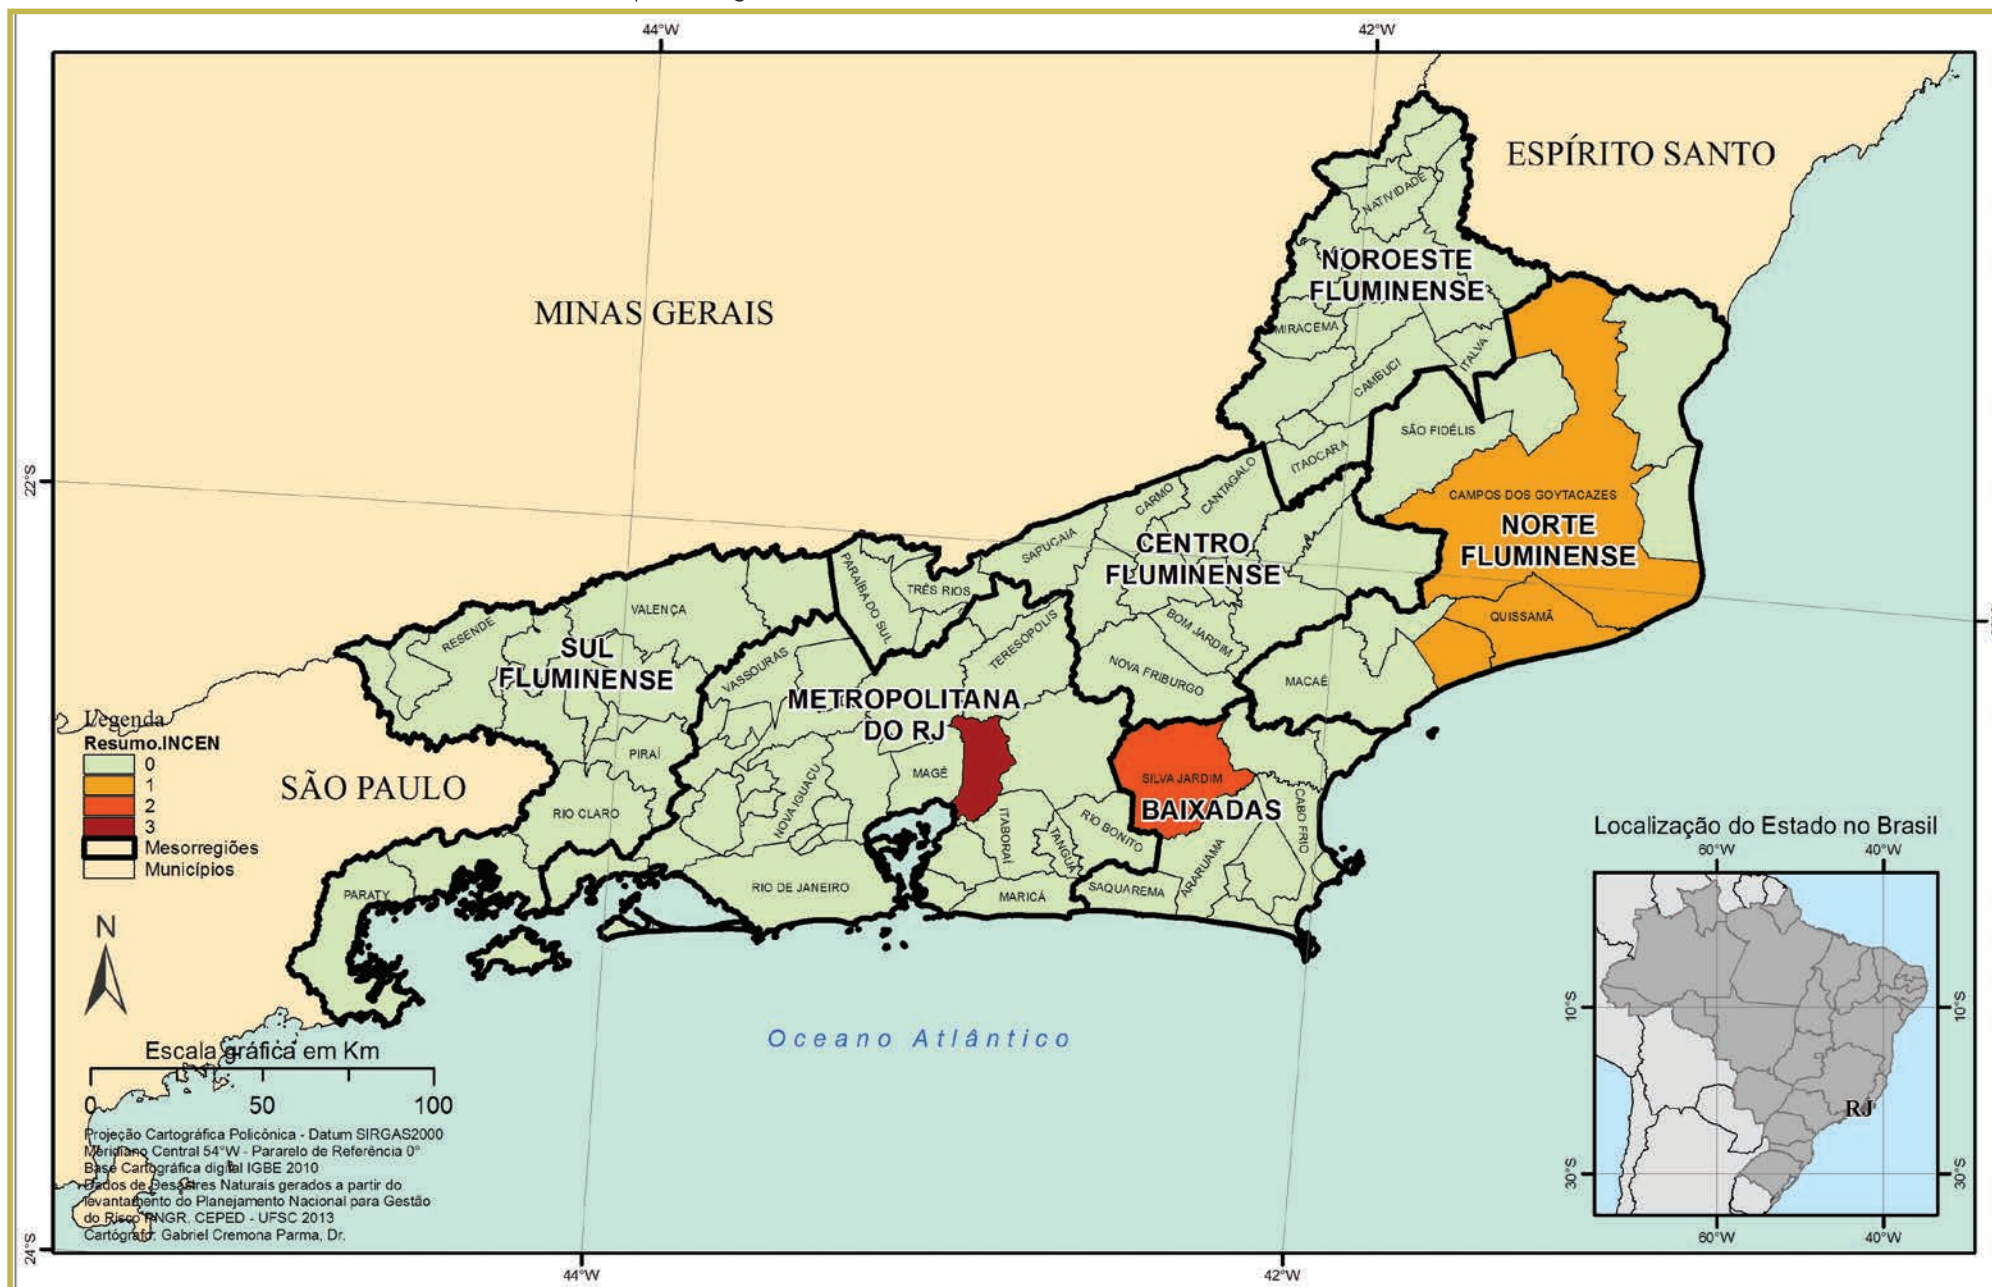 44°W
42°W
ESPÍRITO SANTO
NATIVIDADE
NOROESTE
FLUMINENSE
MINAS GERAIS
MIRACEMA
ITALVA
CAMBUCI
SÃO FIDÉLIS
ITAOCARA
CANTAGALO
CARMO
22°S
CAMPOS DOS GOYTACAZES
NORTE
FLUMINENSE
SAPUCAIA
CENTRO
FLUMINENSE
PARAÍBA DO SUL
TRÊS RIOS
VALENÇA
QUISSAMÃ
RESENDE
BOM JARDIM
TERESÓPOLIS
SUL
FLUMINENSE
VASSOURAS
NOVA FRIBURGO
MACAÉ
METROPOLITANA
DO RJ
Legenda
Resumo.INCEN
0
1
2
3
Mesorregiões
Municípios
PIRAÍ
SÃO PAULO
MAGÉ
SILVA JARDIM
BAIXADAS
NOVA IGUAÇU
RIO CLARO
ITABORAÍ
TANGUÁ
RIO BONITO
CABO FRIO
ARARUAMA
PARATY
RIO DE JANEIRO
MARICÁ
SAQUAREMA
N
Localização do Estado no Brasil
60°W
40°W
10°S
10°S
RJ
30°S
30°S
60°W
40°W
Oceano Atlântico
Escala gráfica em Km
0
50
100
Projeção Cartográfica Policônica - Datum SIRGAS2000
Meridiano Central 54°W - Pararelo de Referência 0°
Base Cartográfica digital IGBE 2010
Dados de Desastres Naturais gerados a partir do
levantamento do Planejamento Nacional para Gestão
do Risco PNGR. CEPED - UFSC 2013
Cartógrafo: Gabriel Cremona Parma, Dr.
24°S
44°W
42°W